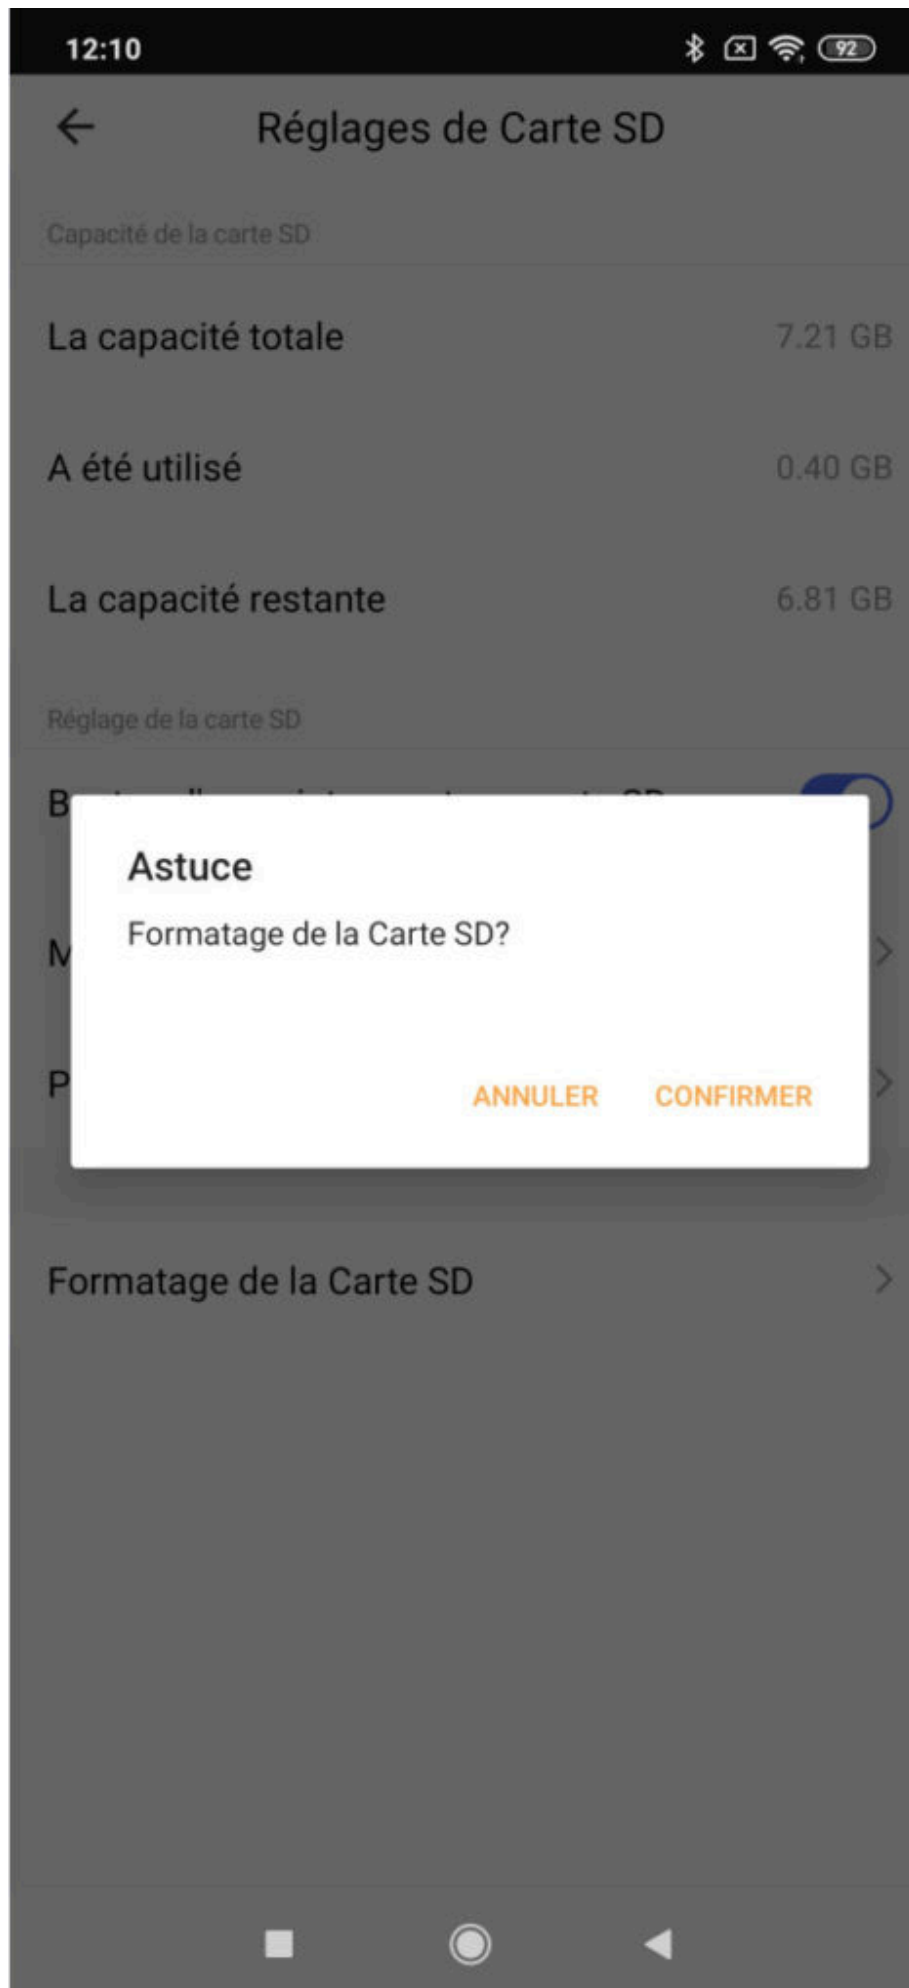 12:10
92
Réglages de Carte SD
Capacité de la carte SD
La capacité totale 7.21 GB
A été utilisé 0.40 GB
La capacité restante 6.81 GB
Réglage de la carte SD
Astuce
Formatage de la Carte SD?
ANNULER CONFIRMER
Formatage de la Carte SD